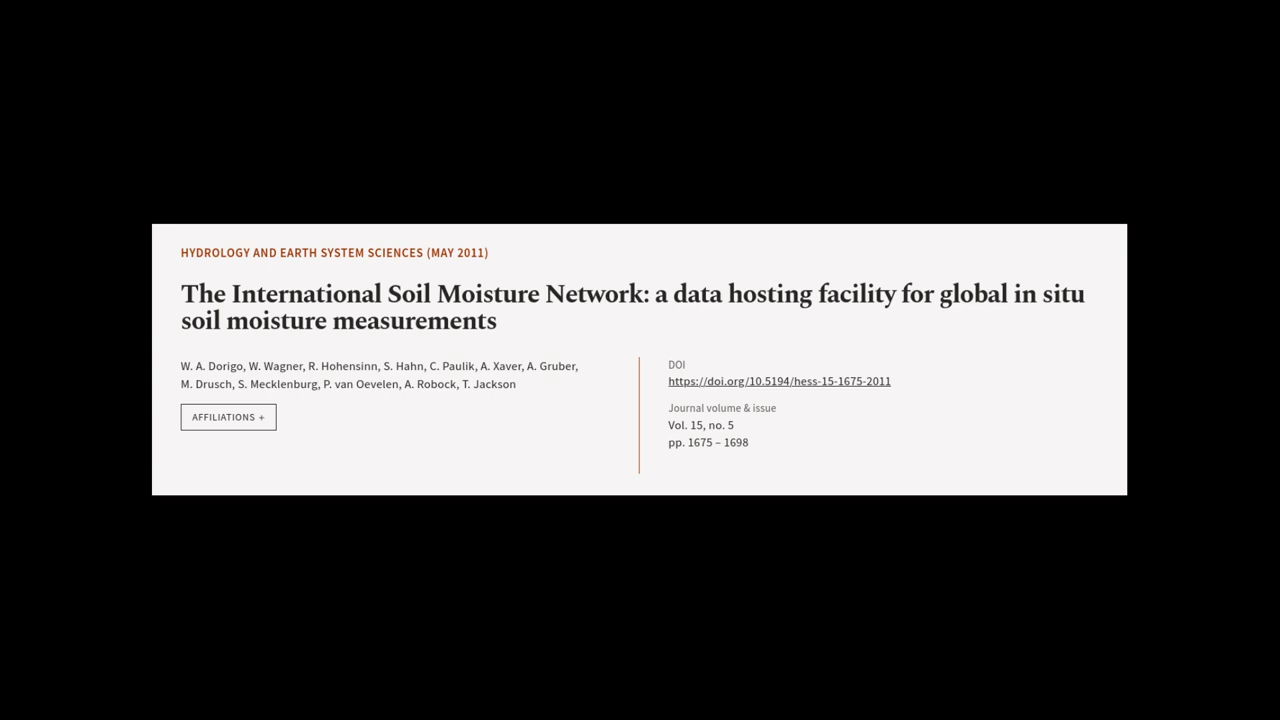 HYDROLOGY AND EARTH SYSTEM SCIENCES (MAY 2011)
The International Soil Moisture Network: a data hosting facility for global in situ
soil moisture measurements
W. A. Dorigo, W. Wagner, R. Hohensinn, S. Hahn, C. Paulik, A. Xaver, A. Gruber,
M. Drusch, S. Mecklenburg, P. van Oevelen, A. Robock, T. Jackson
AFFILIATIONS +
DOI
https://doi.org/10.5194/hess-15-1675-2011
Journal volume & issue
Vol. 15, no. 5
pp. 1675 – 1698